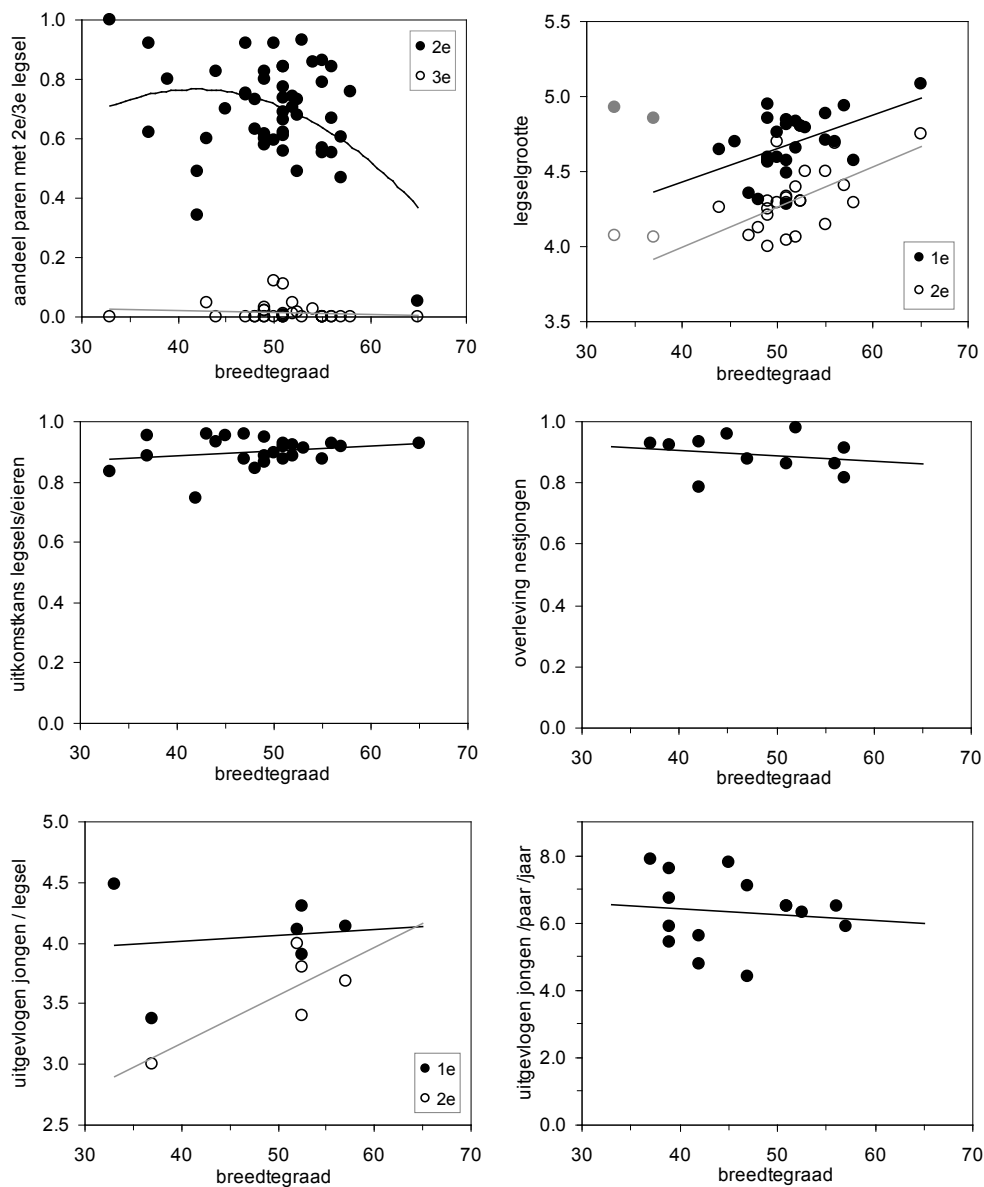 aandeel paren met 2e/3e legsel
1.0
0.8
0.6
0.4
0.2
0.0
30 40 50 60 70
breedtegraad
2e
3e
legselgrootte
5.5
5.0
4.5
4.0
3.5
30 40 50 60 70
breedtegraad
1e
2e
uitkomstkans legsels/eieren
1.0
0.8
0.6
0.4
0.2
0.0
30 40 50 60 70
breedtegraad
overleving nestjongen
1.0
0.8
0.6
0.4
0.2
0.0
30 40 50 60 70
breedtegraad
uitgevlogen jongen / legsel
5.0
4.5
4.0
3.5
3.0
2.5
30 40 50 60 70
breedtegraad
1e
2e
uitgevlogen jongen /paar /jaar
8.0
6.0
4.0
2.0
0.0
30 40 50 60 70
breedtegraad